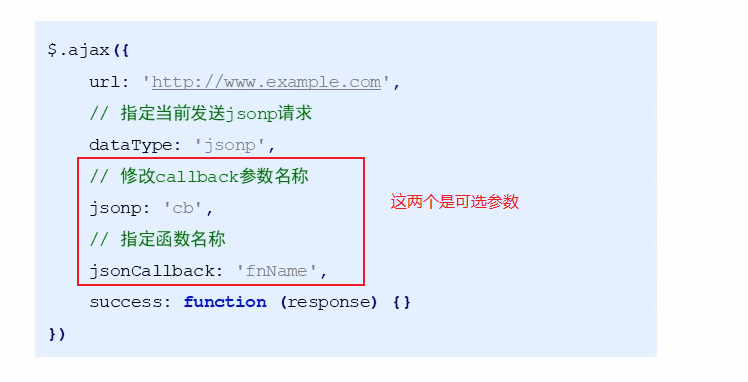 $.ajax({
url: 'http://www.example.com',
// 指定当前发送jsonp请求
dataType: 'jsonp',
// 修改callback参数名称
jsonp: 'cb',
这两个是可选参数
// 指定函数名称
jsonCallback: 'fnName',
success: function (response) {}
})